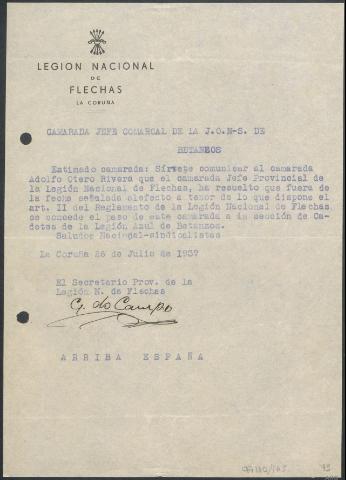 LEGION NACIONAL
DE
FLECHAS
LA CORUÑA
CAMARADA JEFE COMARCAL DE LA J.O.N-S. DE
BETANZOS
Estimado camarada: Sírvete comunicar al camarada
Adolfo Otero Rivera que el camarada Jefe Provincial de
la Legión Nacional de Flechas, ha resuelto que fuera de
la fecha señalada alefecto a tenor de lo que dispone el
art. II del Reglamento de la Legión Nacional de Flechas
se concede el paso de este camarada a la sección de Ca-
detes de la Legión Azul de Betanzos.
Saludos Nacional-sindicalistas
La Coruña 26 de Julio de 1937
El Secretario Prov. de la
Legión N. de Flechas
G. do Campo
ARRIBA ESPAÑA